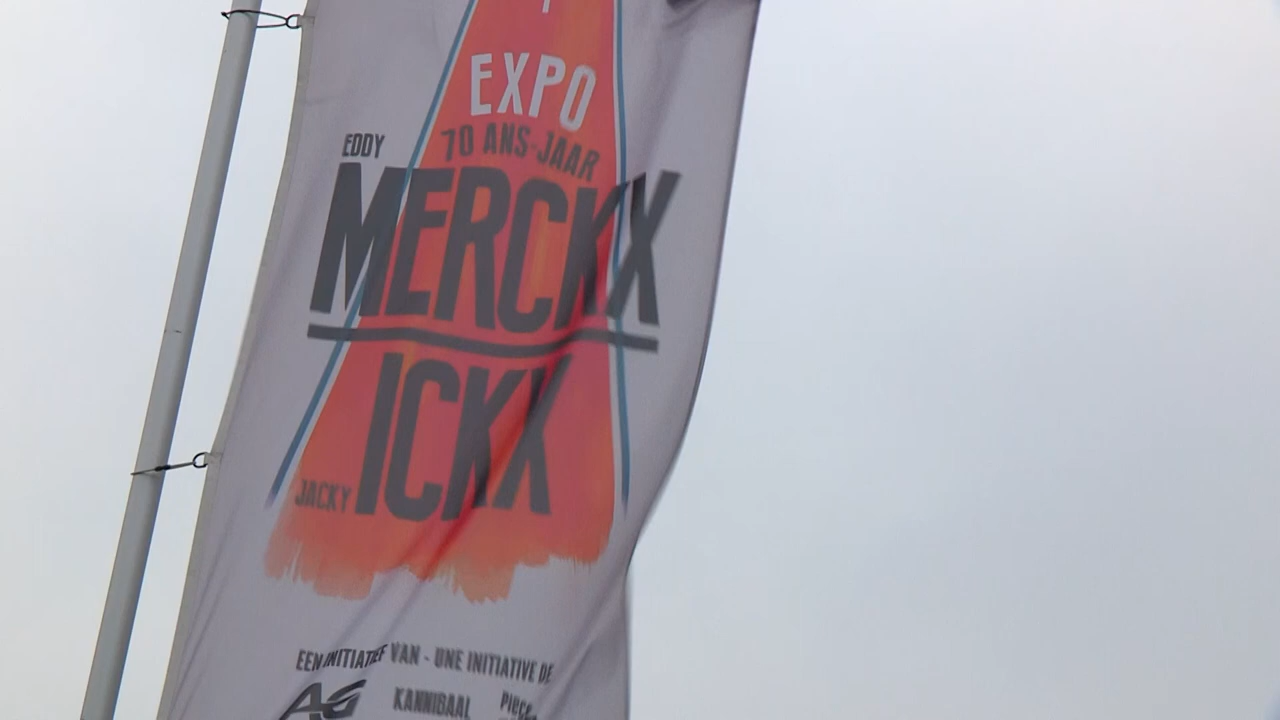 EXPO
70 ANS-JAAR
EDDY
MERCKX
ICKX
JACKY
EEN INITIATIEF VAN - UNE INITIATIVE DE
AG
KANNIBAAL